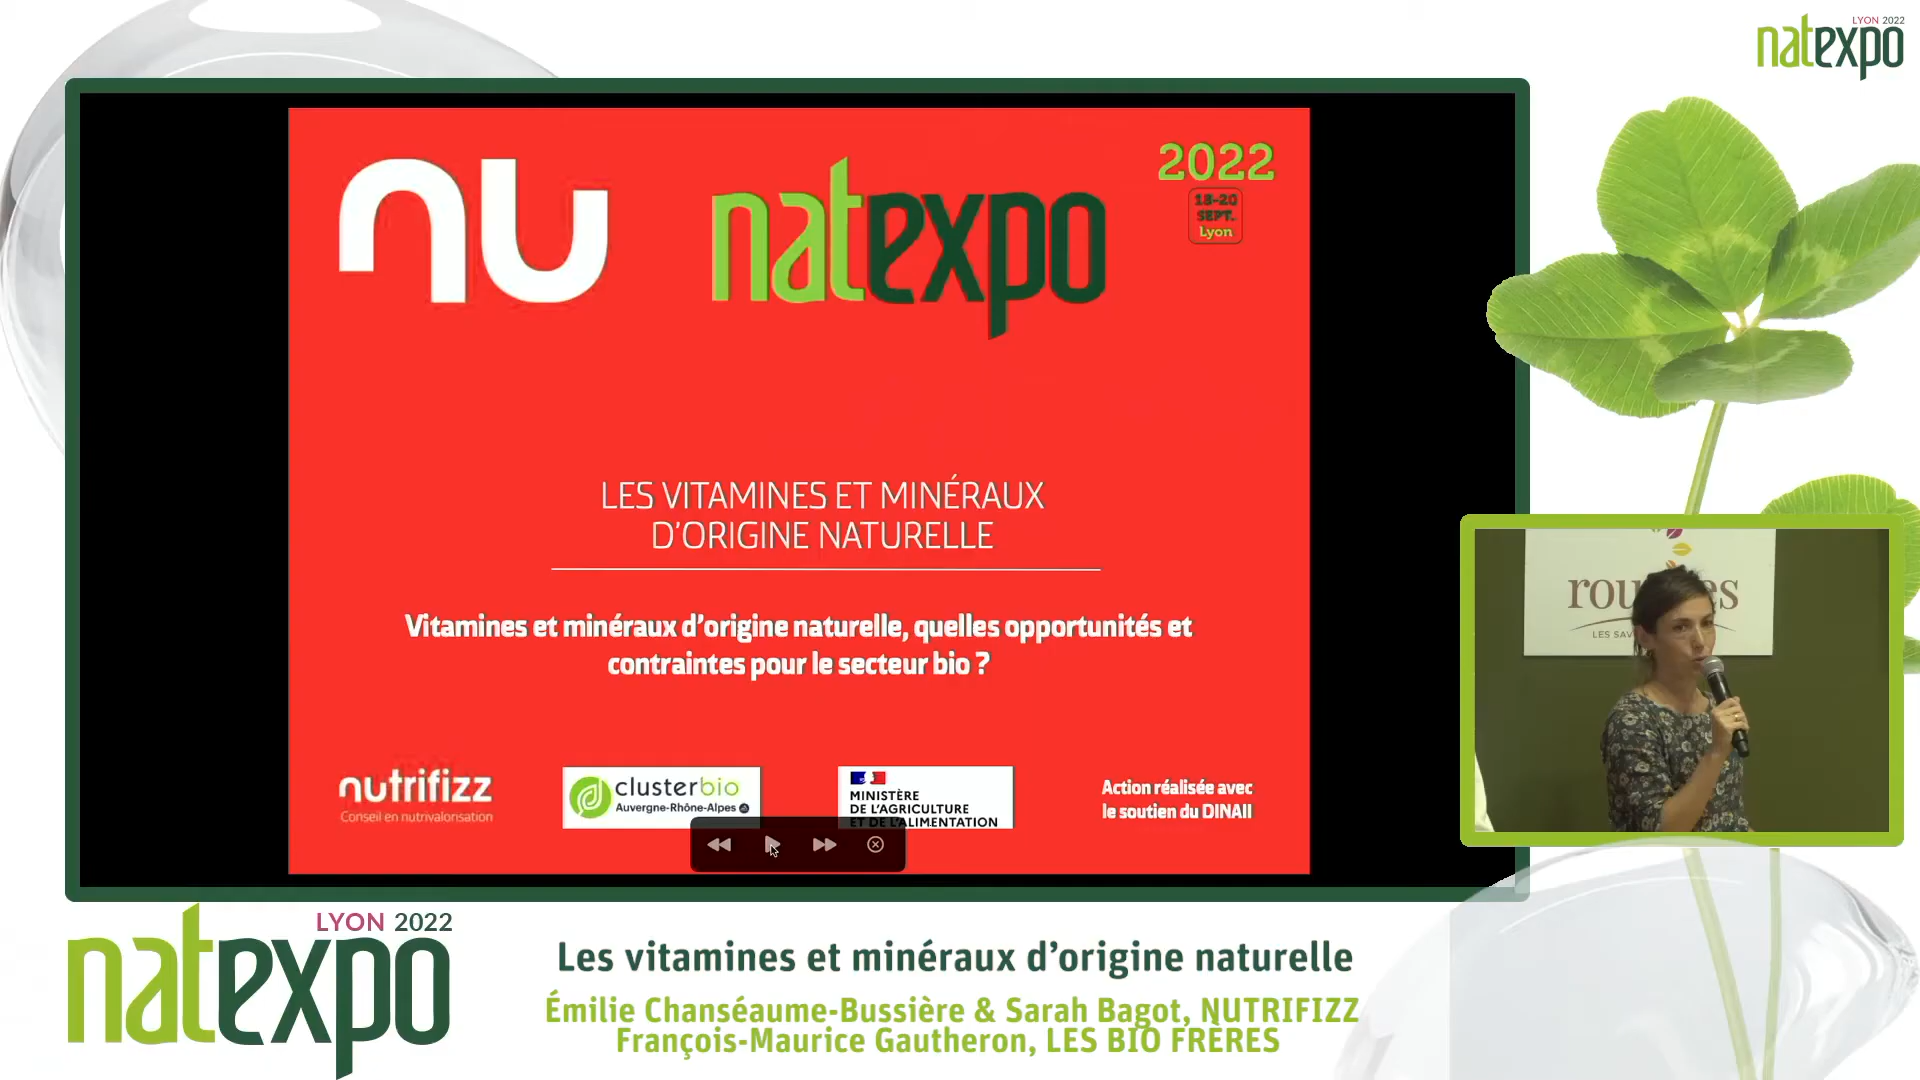 LYON 2022
natexpo
nu
natexpo
2022
18-20
SEPT.
Lyon
LES VITAMINES ET MINÉRAUX
D'ORIGINE NATURELLE
Vitamines et minéraux d'origine naturelle, quelles opportunités et
contraintes pour le secteur bio ?
nutrifizz
Conseil en nutrivalorisation
clusterbio
Auvergne-Rhône-Alpes
MINISTÈRE
DE L'AGRICULTURE
ET DE L'ALIMENTATION
Action réalisée avec
le soutien du DINAII
LES
LYON 2022
natexpo
Les vitamines et minéraux d'origine naturelle
Émilie Chanséaume-Bussière & Sarah Bagot, NUTRIFIZZ
François-Maurice Gautheron, LES BIO FRÈRES